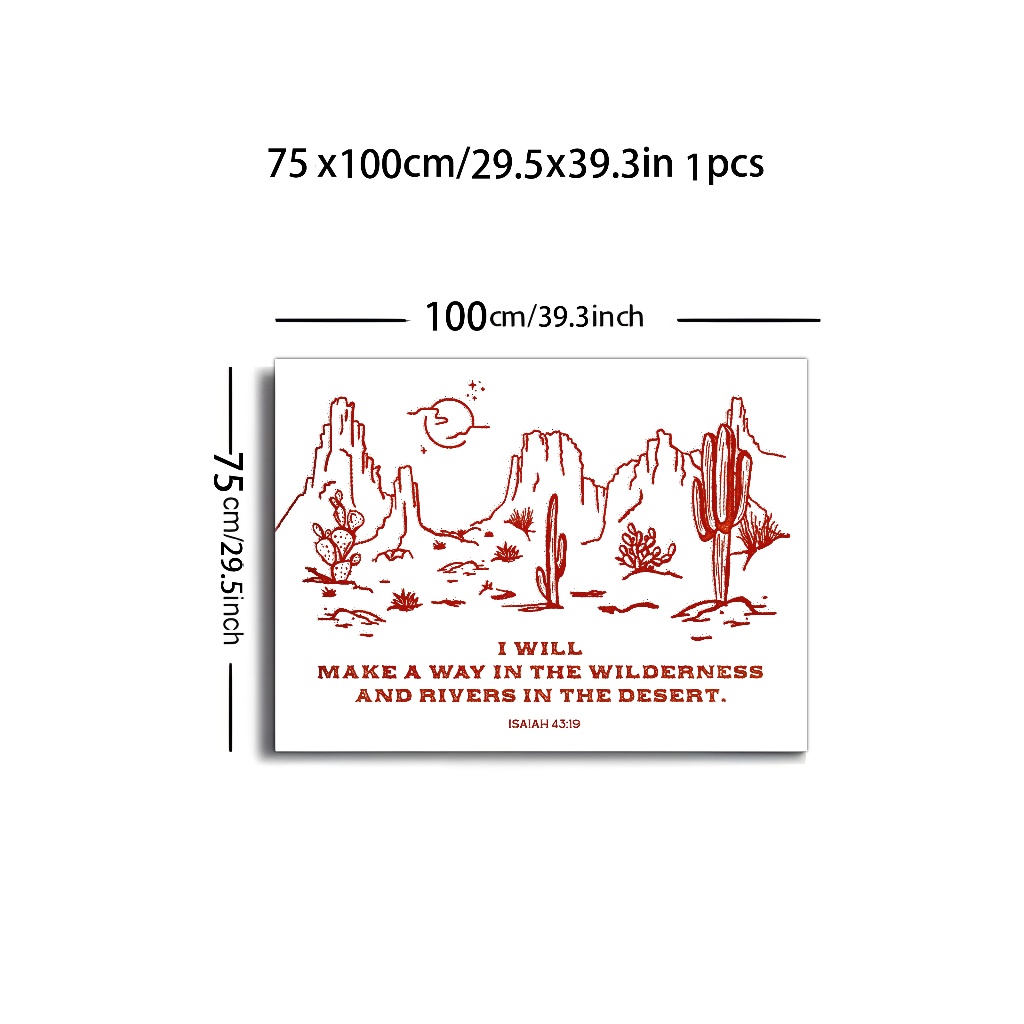 75 x100cm/29.5x39.3in 1pcs
100cm/39.3inch
75cm/29.5inch
I WILL
MAKE A WAY IN THE WILDERNESS
AND RIVERS IN THE DESERT.
ISAIAH 43:19